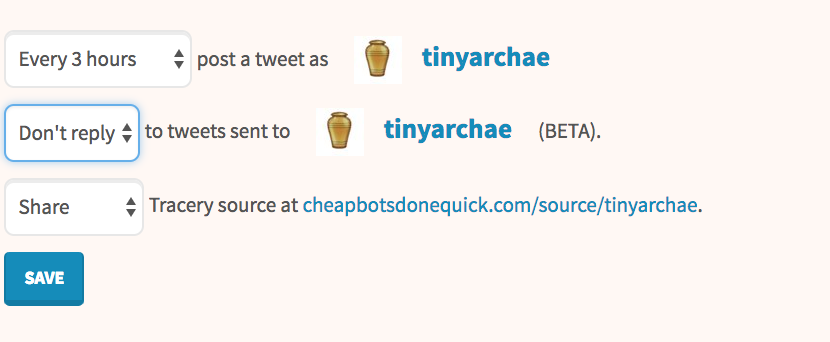 Every 3 hours post a tweet as tinyarchae
Don't reply to tweets sent to tinyarchae (BETA).
Share Tracery source at cheapbotsdonequick.com/source/tinyarchae.
SAVE